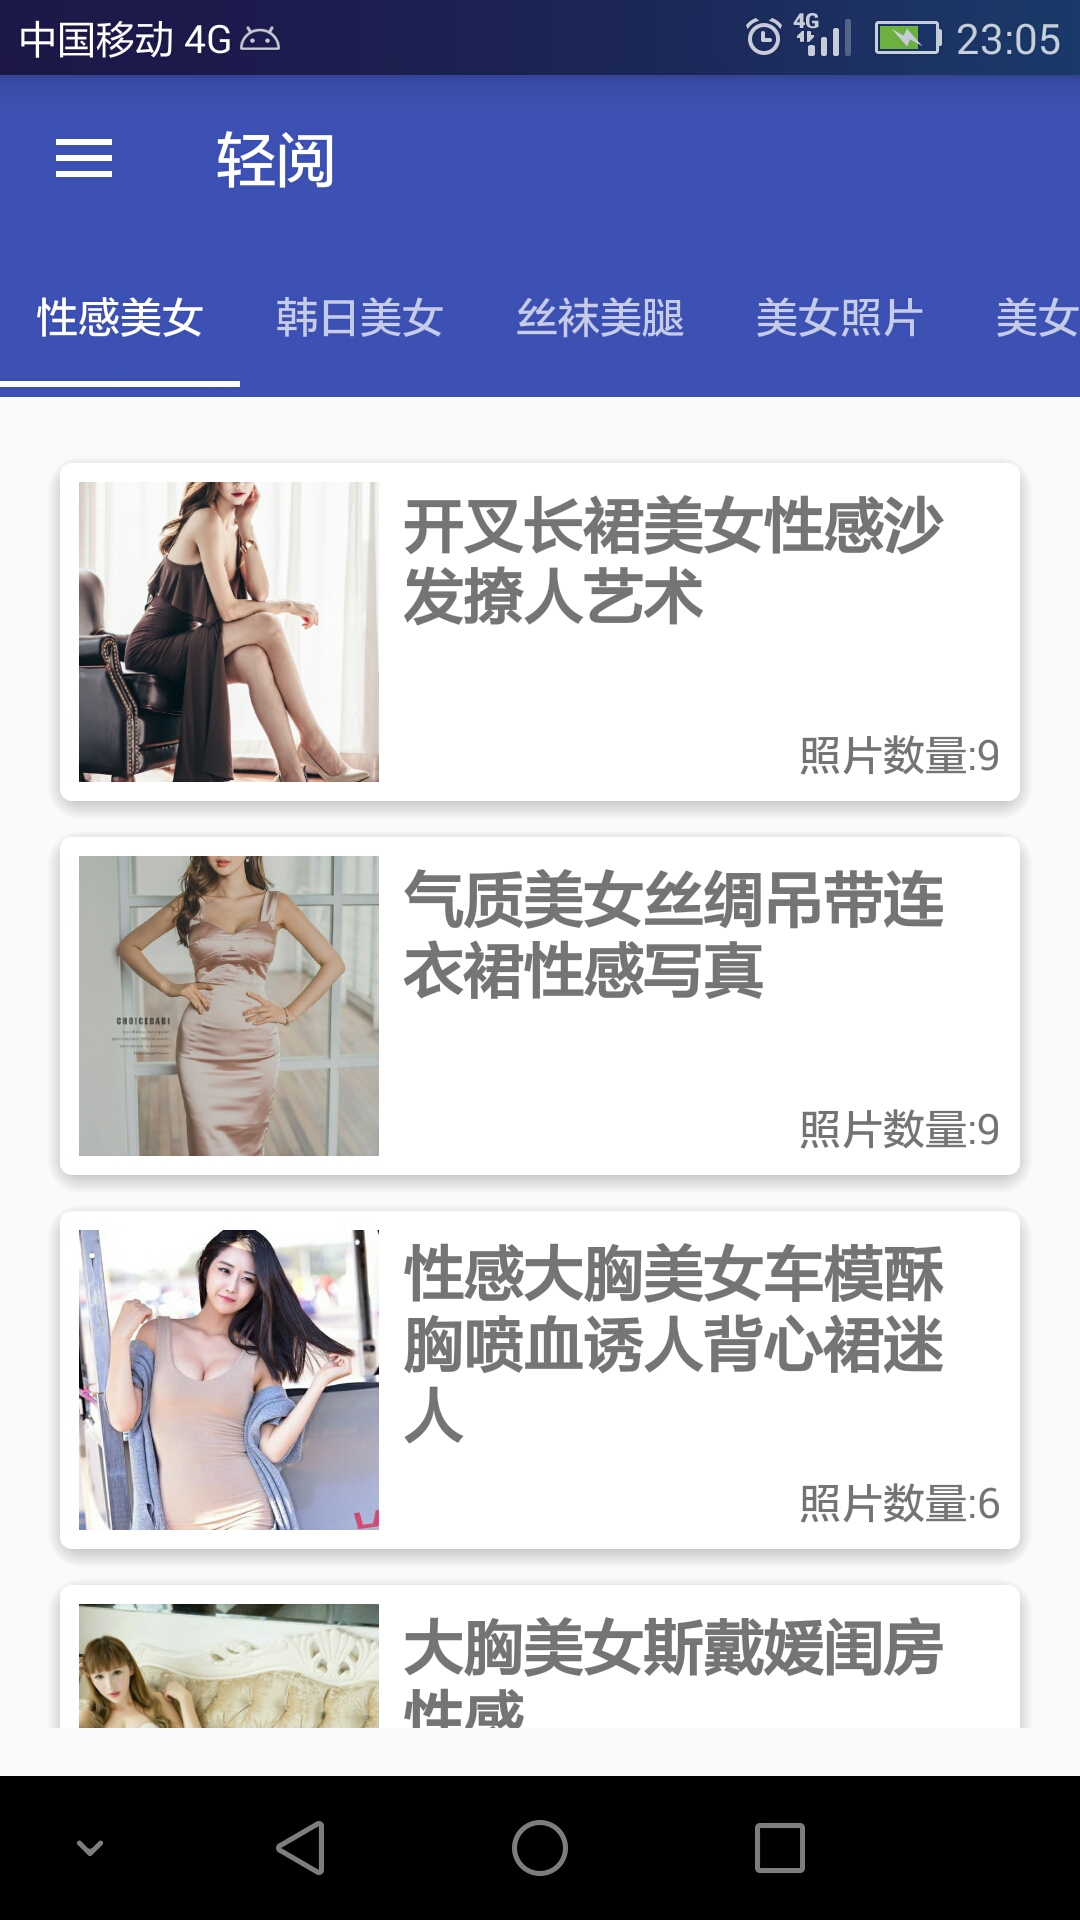 中国移动 4G
4G
23:05
轻阅
性感美女 韩日美女 丝袜美腿 美女照片 美女
开叉长裙美女性感沙
发撩人艺术
照片数量:9
气质美女丝绸吊带连
衣裙性感写真
CHOICEDABI
照片数量:9
性感大胸美女车模酥
胸喷血诱人背心裙迷
人
照片数量:6
大胸美女斯戴媛闺房
性感